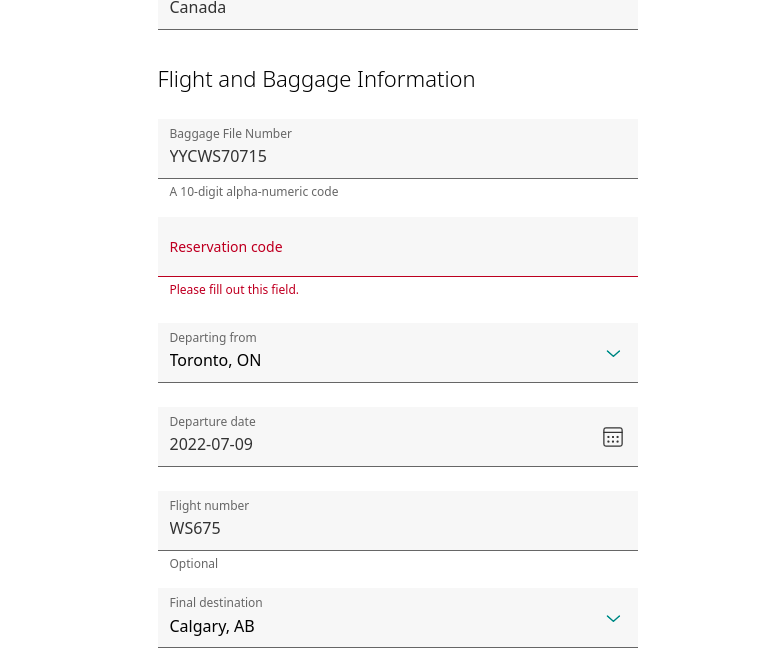 Canada
Flight and Baggage Information
Baggage File Number
YYCWS70715
A 10-digit alpha-numeric code
Reservation code
Please fill out this field.
Departing from
Toronto, ON
Departure date
2022-07-09
Flight number
WS675
Optional
Final destination
Calgary, AB